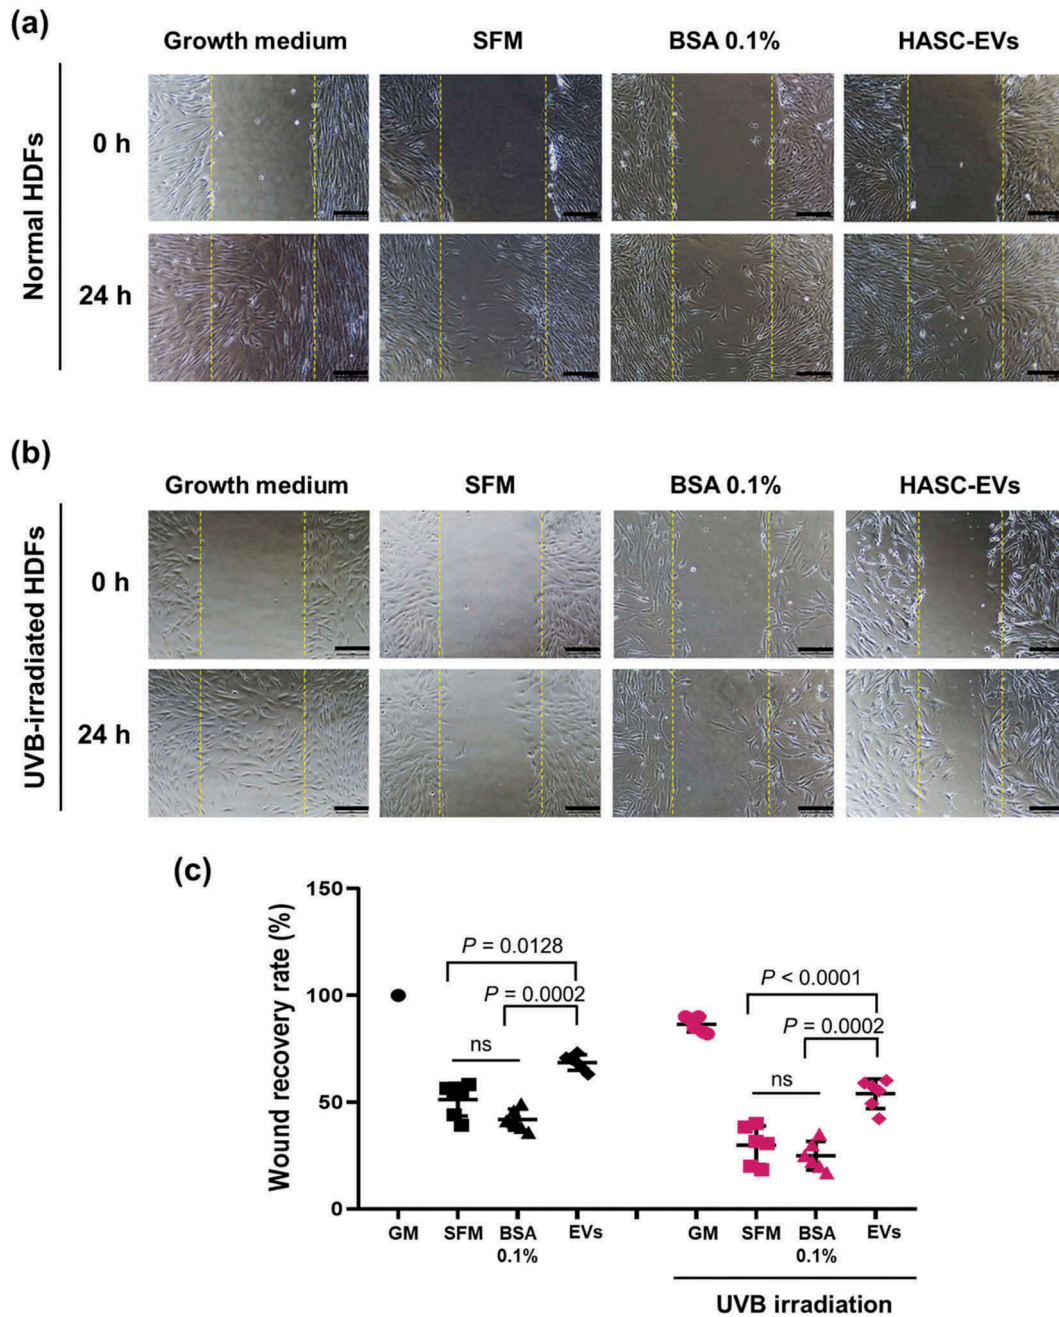 (a)
Growth medium SFM BSA 0.1% HASC-EVs
Normal HDFs
0 h
24 h
(b)
Growth medium SFM BSA 0.1% HASC-EVs
UVB-irradiated HDFs
0 h
24 h
(c)
Wound recovery rate (%)
150
100
50
0
P = 0.0128
P = 0.0002
ns
P < 0.0001
P = 0.0002
ns
GM SFM BSA 0.1% EVs GM SFM BSA 0.1% EVs
UVB irradiation